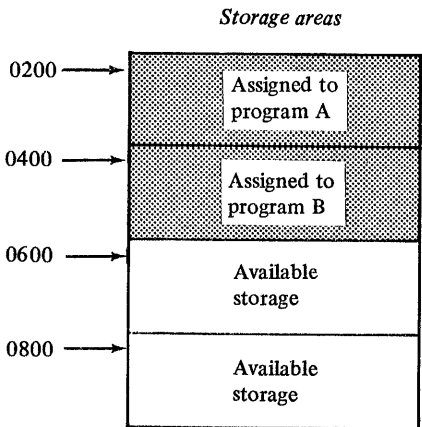 Storage areas
0200
Assigned to
program A
0400
Assigned to
program B
0600
Available
storage
0800
Available
storage